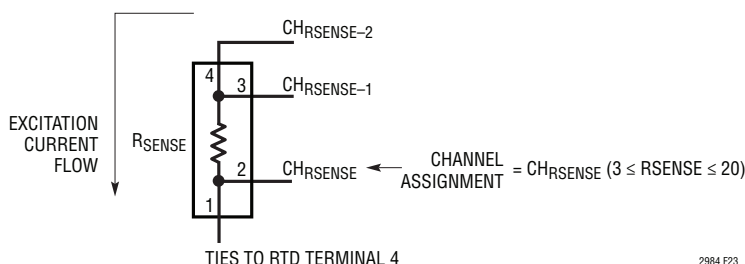 CHRSENSE–2
4
3
CHRSENSE–1
EXCITATION
CURRENT
FLOW
RSENSE
2
CHRSENSE
CHANNEL
ASSIGNMENT
= CHRSENSE (3 ≤ RSENSE ≤ 20)
1
TIES TO RTD TERMINAL 4
2984 F23